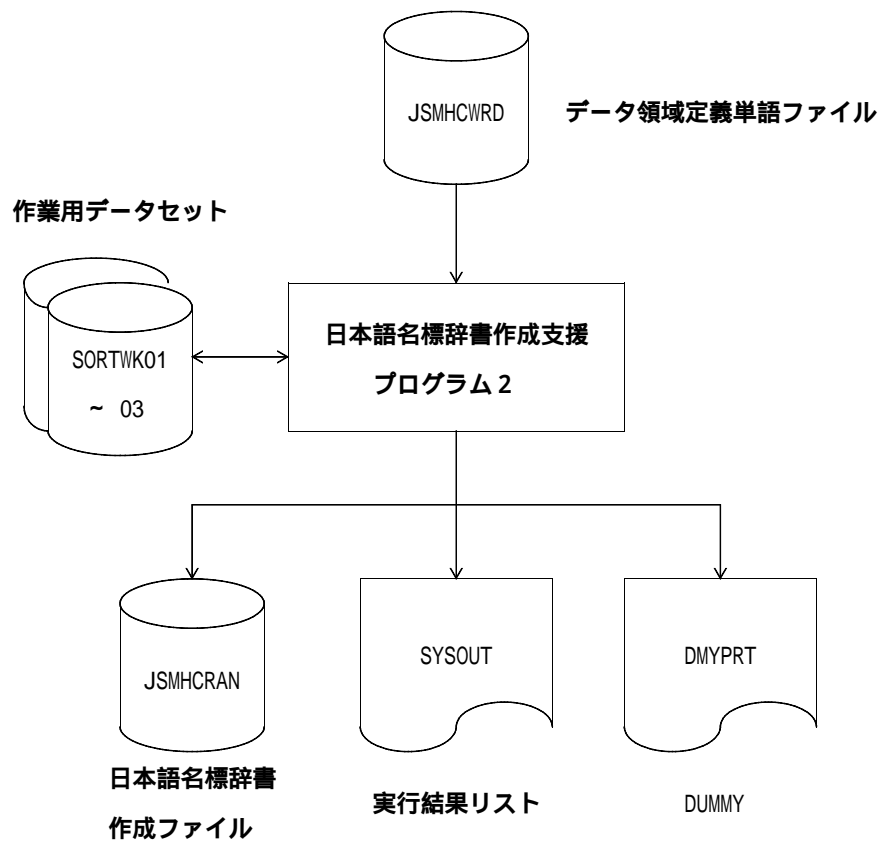 JSMHCWRD
データ領域定義単語ファイル
作業用データセット
SORTWK01
~ 03
日本語名標辞書作成支援
プログラム2
JSMHCRAN
SYSOUT
DMYPRT
日本語名標辞書
作成ファイル
実行結果リスト
DUMMY